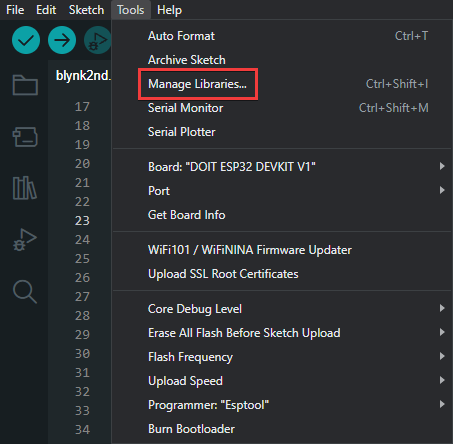 File Edit Sketch Tools Help
Auto Format Ctrl+T
Archive Sketch
blynk2nd.
Manage Libraries... Ctrl+Shift+I
17
Serial Monitor Ctrl+Shift+M
18
Serial Plotter
19
20
Board: "DOIT ESP32 DEVKIT V1"
21
Port
22
Get Board Info
23
24
WiFi101 / WiFiNINA Firmware Updater
25
Upload SSL Root Certificates
26
27
Core Debug Level
28
29
Erase All Flash Before Sketch Upload
30
Flash Frequency
31
Upload Speed
32
Programmer: "Esptool"
33
Burn Bootloader
34